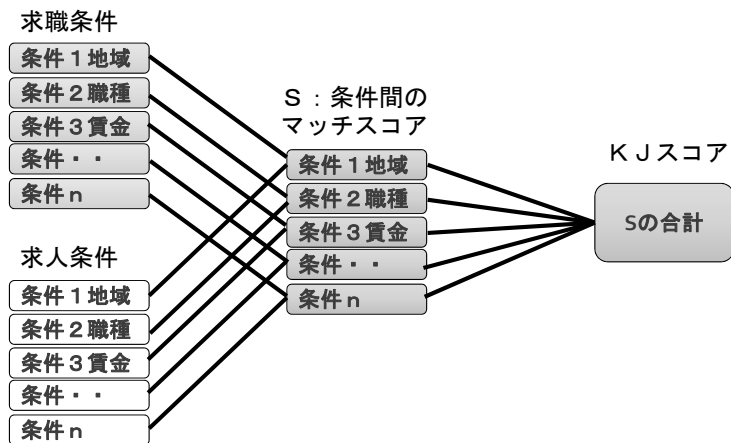 求職条件
条件１地域
条件２職種
条件３賃金
条件・・
条件ｎ
求人条件
条件１地域
条件２職種
条件３賃金
条件・・
条件ｎ
Ｓ：条件間の
マッチスコア
条件１地域
条件２職種
条件３賃金
条件・・
条件ｎ
ＫＪスコア
Sの合計